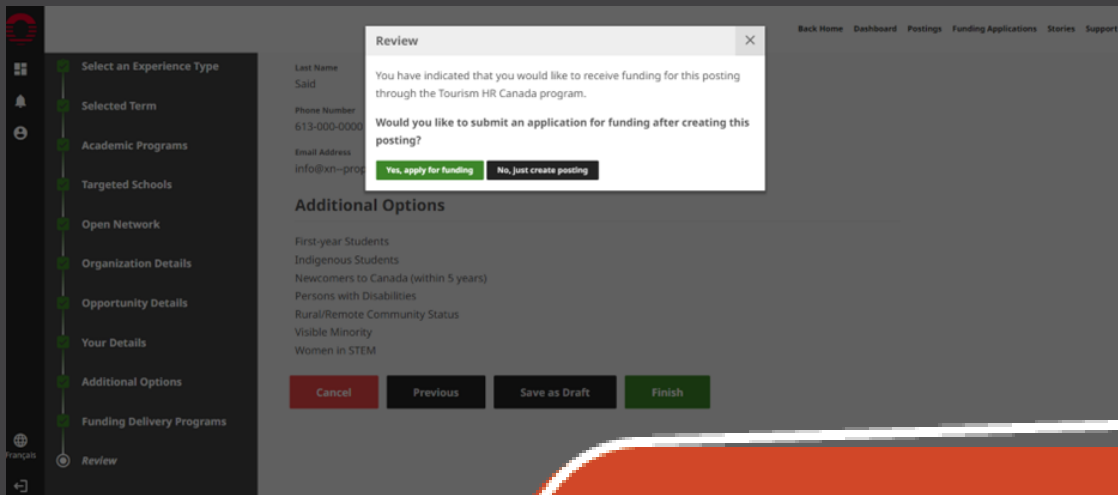 Back Home Dashboard Postings Funding Applications Stories Support
Review
You have indicated that you would like to receive funding for this posting
through the Tourism HR Canada program.
Would you like to submit an application for funding after creating this
posting?
Yes, apply for funding
No, just create posting
Select an Experience Type
Selected Term
Academic Programs
Targeted Schools
Open Network
Organization Details
Opportunity Details
Your Details
Additional Options
Funding Delivery Programs
Review
Français
Last Name
Said
Phone Number
613-000-0000
Email Address
info@xn--prop
Additional Options
First-year Students
Indigenous Students
Newcomers to Canada (within 5 years)
Persons with Disabilities
Rural/Remote Community Status
Visible Minority
Women in STEM
Cancel
Previous
Save as Draft
Finish